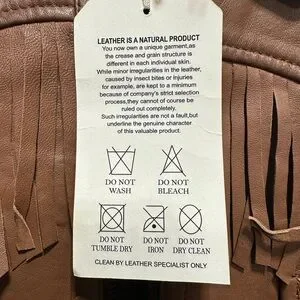 LEATHER IS A NATURAL PRODUCT
You now own a unique garment,as
the crease and grain structure is
different in each individual skin.
While minor irregularities in the leather,
caused by insect bites or Injuries
for example, are kept to a minimum
because of company's strict selection
process,they cannot of course be
ruled out completely.
Such irregularities are not a fault,but
underline the genuine character
of this valuable product.
DO NOT
WASH
DO NOT
BLEACH
DO NOT
TUMBLE DRY
DO NOT
IRON
DO NOT
DRY CLEAN
CLEAN BY LEATHER SPECIALIST ONLY